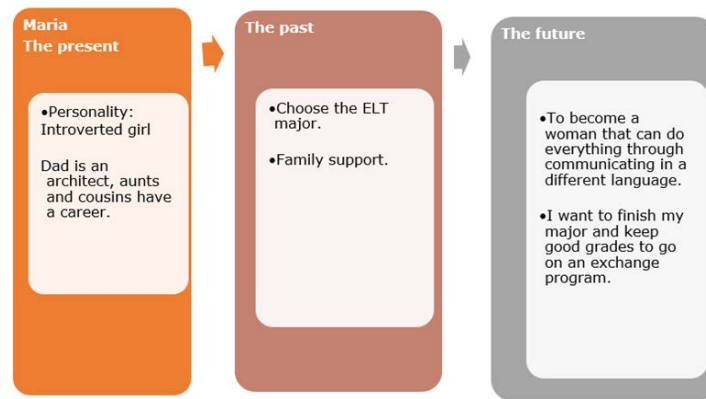 Maria
The present
•Personality:
Introverted girl
Dad is an
architect, aunts
and cousins have
a career.
The past
•Choose the ELT
major.
•Family support.
The future
•To become a
woman that can do
everything through
communicating in a
different language.
•I want to finish my
major and keep
good grades to go
on an exchange
program.